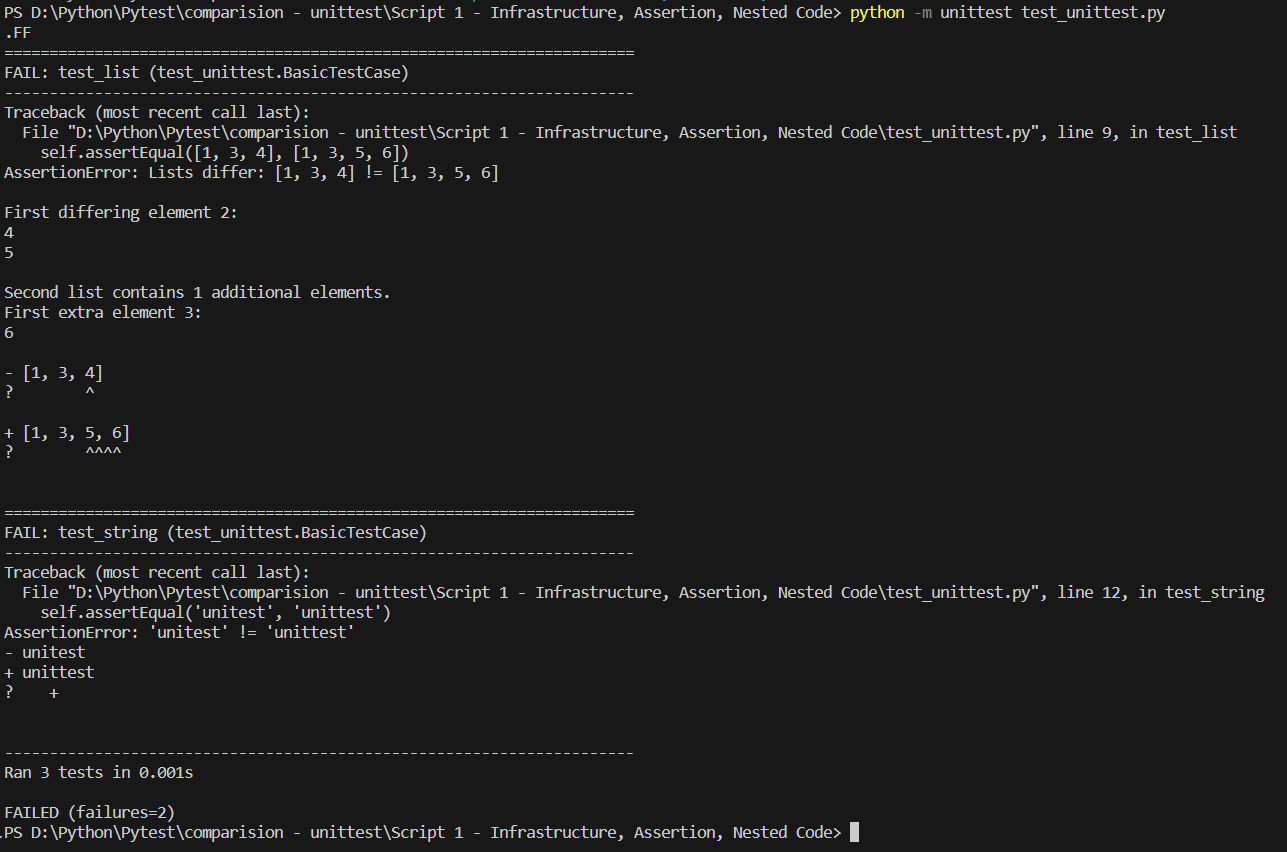 PS D:\Python\Pytest\comparision - unittest\Script 1 - Infrastructure, Assertion, Nested Code> python -m unittest test_unittest.py
.FF
======================================================================
FAIL: test_list (test_unittest.BasicTestCase)
----------------------------------------------------------------------
Traceback (most recent call last):
  File "D:\Python\Pytest\comparision - unittest\Script 1 - Infrastructure, Assertion, Nested Code\test_unittest.py", line 9, in test_list
    self.assertEqual([1, 3, 4], [1, 3, 5, 6])
AssertionError: Lists differ: [1, 3, 4] != [1, 3, 5, 6]

First differing element 2:
4
5

Second list contains 1 additional elements.
First extra element 3:
6

- [1, 3, 4]
?        ^

+ [1, 3, 5, 6]
?        ^^^^


======================================================================
FAIL: test_string (test_unittest.BasicTestCase)
----------------------------------------------------------------------
Traceback (most recent call last):
  File "D:\Python\Pytest\comparision - unittest\Script 1 - Infrastructure, Assertion, Nested Code\test_unittest.py", line 12, in test_string
    self.assertEqual('unitest', 'unittest')
AssertionError: 'unitest' != 'unittest'
- unitest
+ unittest
?    +


----------------------------------------------------------------------
Ran 3 tests in 0.001s

FAILED (failures=2)
PS D:\Python\Pytest\comparision - unittest\Script 1 - Infrastructure, Assertion, Nested Code>